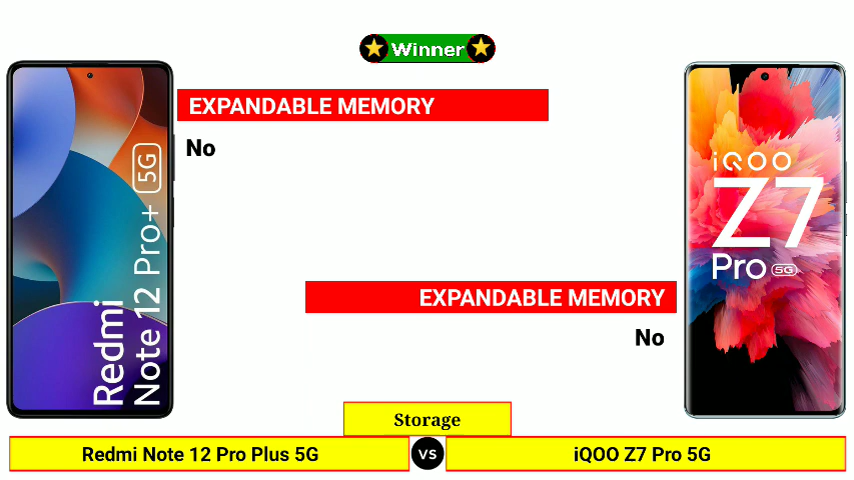 Winner
EXPANDABLE MEMORY
No
Redmi
Note 12 Pro+ 5G
iQOO
Z7
Pro 5G
EXPANDABLE MEMORY
No
Storage
Redmi Note 12 Pro Plus 5G
VS
iQOO Z7 Pro 5G